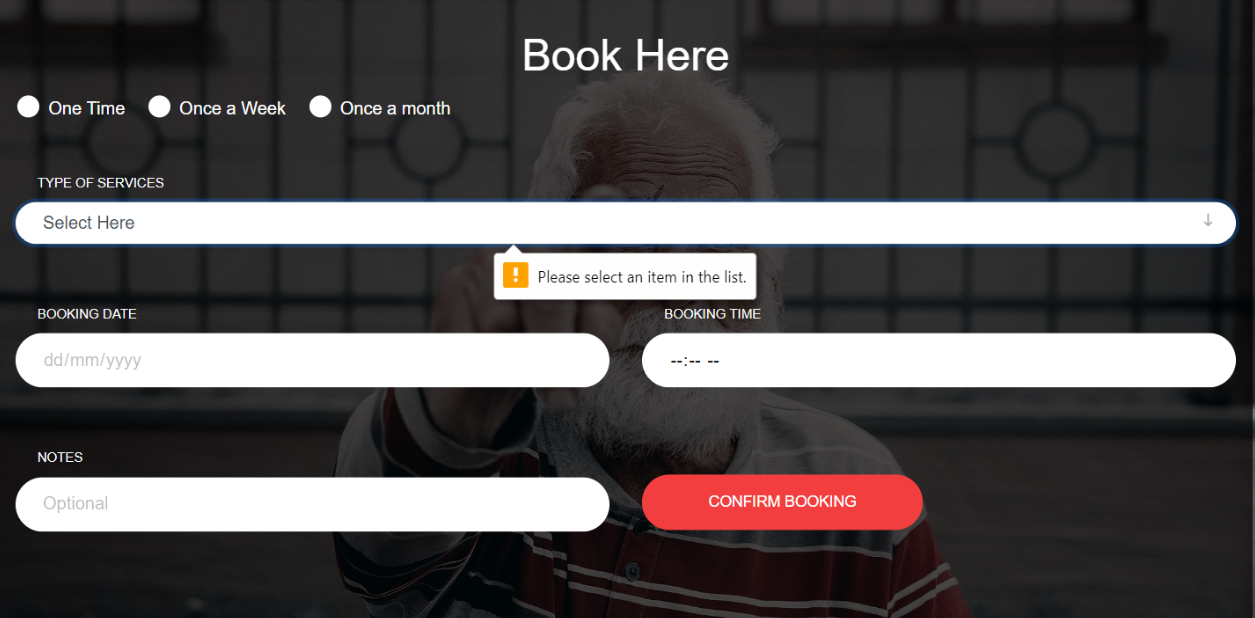 Book Here
One Time Once a Week Once a month
TYPE OF SERVICES
Select Here
Please select an item in the list.
BOOKING DATE BOOKING TIME
dd/mm/yyyy --:-- --
NOTES
Optional CONFIRM BOOKING